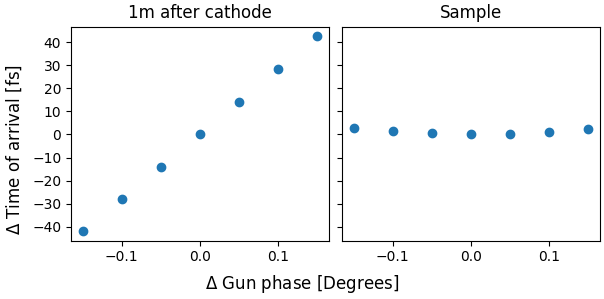 1m after cathode
Sample
Δ Time of arrival [fs]
40
30
20
10
0
−10
−20
−30
−40
−0.1 0.0 0.1
−0.1 0.0 0.1
Δ Gun phase [Degrees]